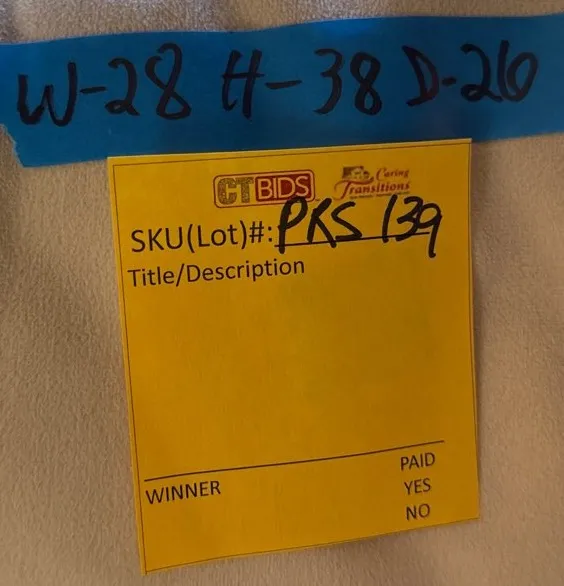 W-28 H-38 D-26
CTBIDS Caring
Transitions
SKU(Lot)#: PKS 139
Title/Description
WINNER PAID
YES
NO